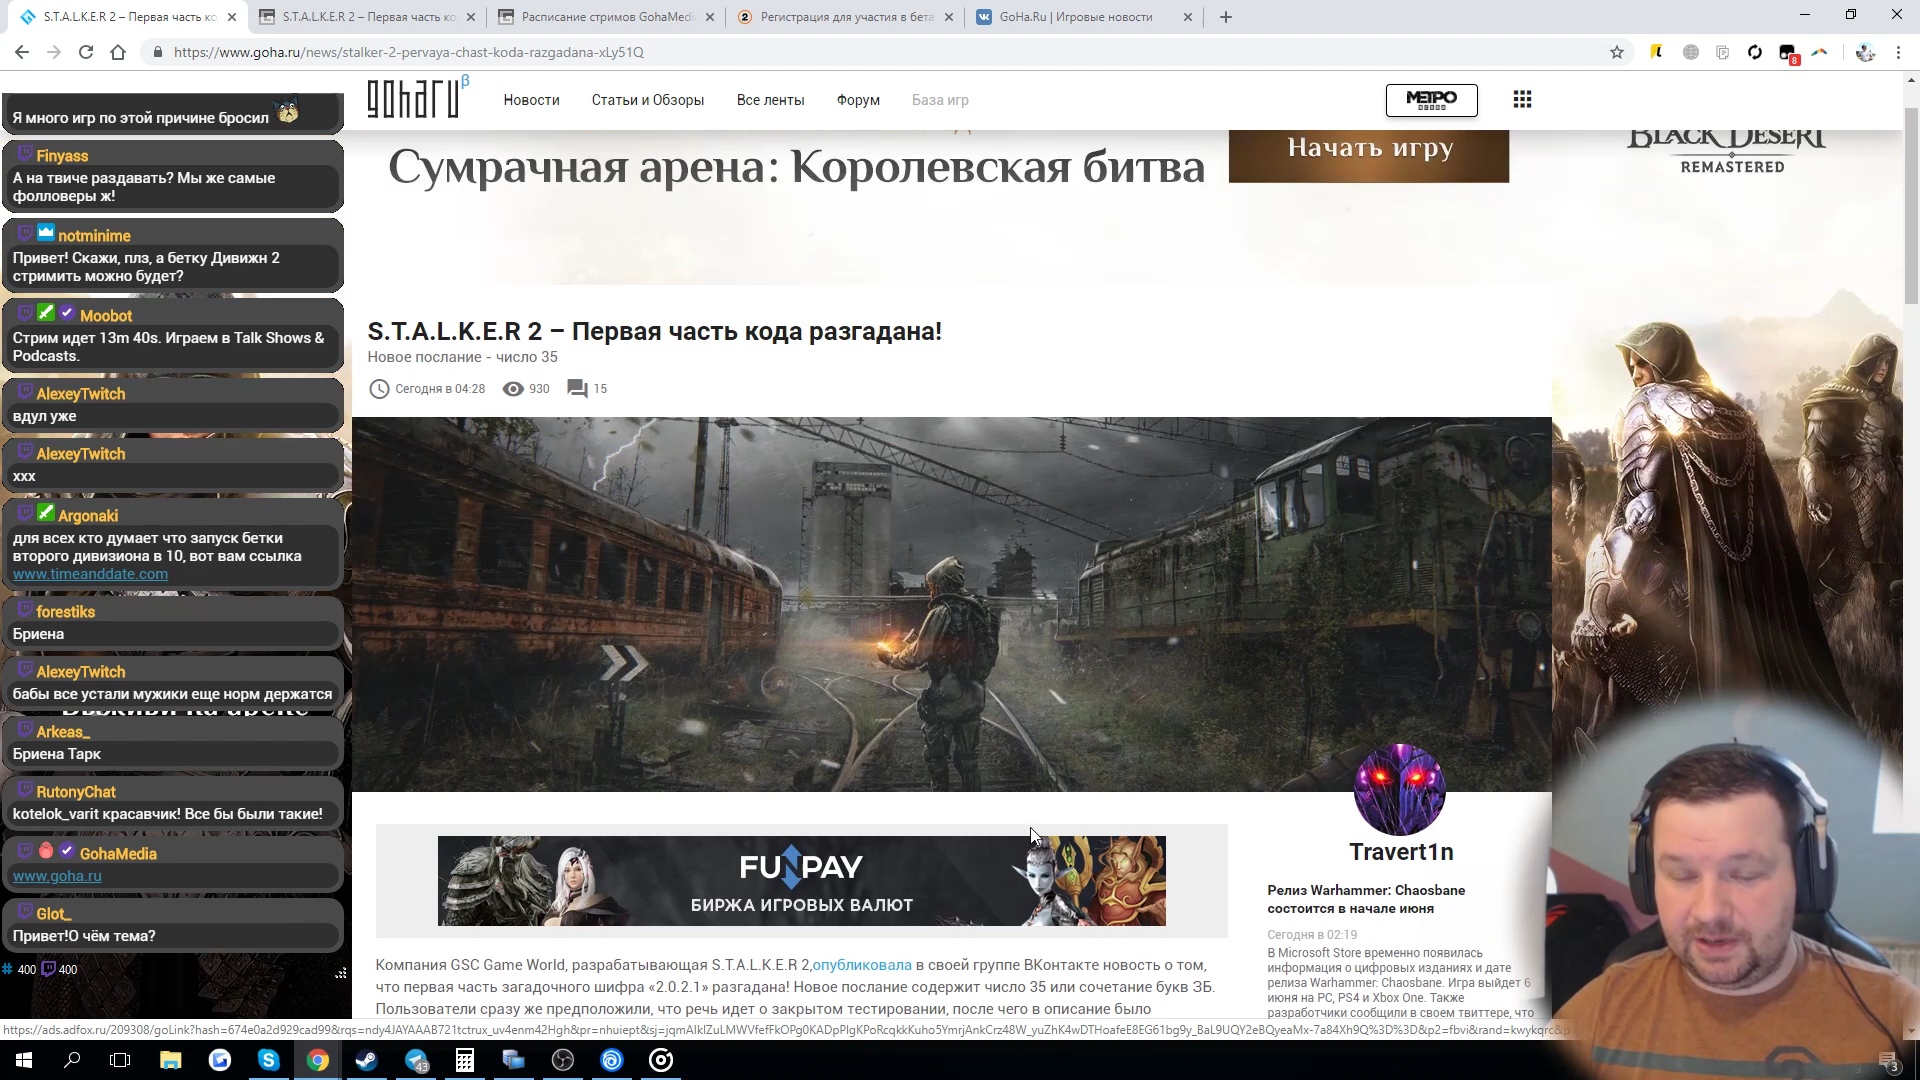 S.T.A.L.K.E.R 2 – Первая часть ко
S.T.A.L.K.E.R 2 – Первая часть ко
Расписание стримов GohaMedi
Регистрация для участия в бета
GoHa.Ru | Игровые новости
https://www.goha.ru/news/stalker-2-pervaya-chast-koda-razgadana-xLy51Q
8
goharu β
Новости
Статьи и Обзоры
Все ленты
Форум
База игр
МЕТРО
Сумрачная арена: Королевская битва
Начать игру
BLACK DESERT
REMASTERED
Я много игр по этой причине бросил
Finyass
А на твиче раздавать? Мы же самые
фолловеры ж!
notminime
Привет! Скажи, плз, а бетку Дивижн 2
стримить можно будет?
Moobot
Стрим идет 13m 40s. Играем в Talk Shows &
Podcasts.
AlexeyTwitch
вдул уже
AlexeyTwitch
xxx
Argonaki
для всех кто думает что запуск бетки
второго дивизиона в 10, вот вам ссылка
www.timeanddate.com
forestiks
Бриена
AlexeyTwitch
бабы все устали мужики еще норм держатся
Arkeas_
Бриена Тарк
RutonyChat
kotelok_varit красавчик! Все бы были такие!
GohaMedia
www.goha.ru
Glot_
Привет!О чём тема?
400 400
S.T.A.L.K.E.R 2 – Первая часть кода разгадана!
Новое послание - число 35
Сегодня в 04:28
930
15
FUNPAY
БИРЖА ИГРОВЫХ ВАЛЮТ
Компания GSC Game World, разрабатывающая S.T.A.L.K.E.R 2,опубликовала в своей группе ВКонтакте новость о том,
что первая часть загадочного шифра «2.0.2.1» разгадана! Новое послание содержит число 35 или сочетание букв ЗБ.
Пользователи сразу же предположили, что речь идет о закрытом тестировании, после чего в описание было
Travert1n
Релиз Warhammer: Chaosbane
состоится в начале июня
Сегодня в 02:19
В Microsoft Store временно появилась
информация о цифровых изданиях и дате
релиза Warhammer: Chaosbane. Игра выйдет 6
июня на PC, PS4 и Xbox One. Также
разработчики сообщили в своем твиттере, что
43
3